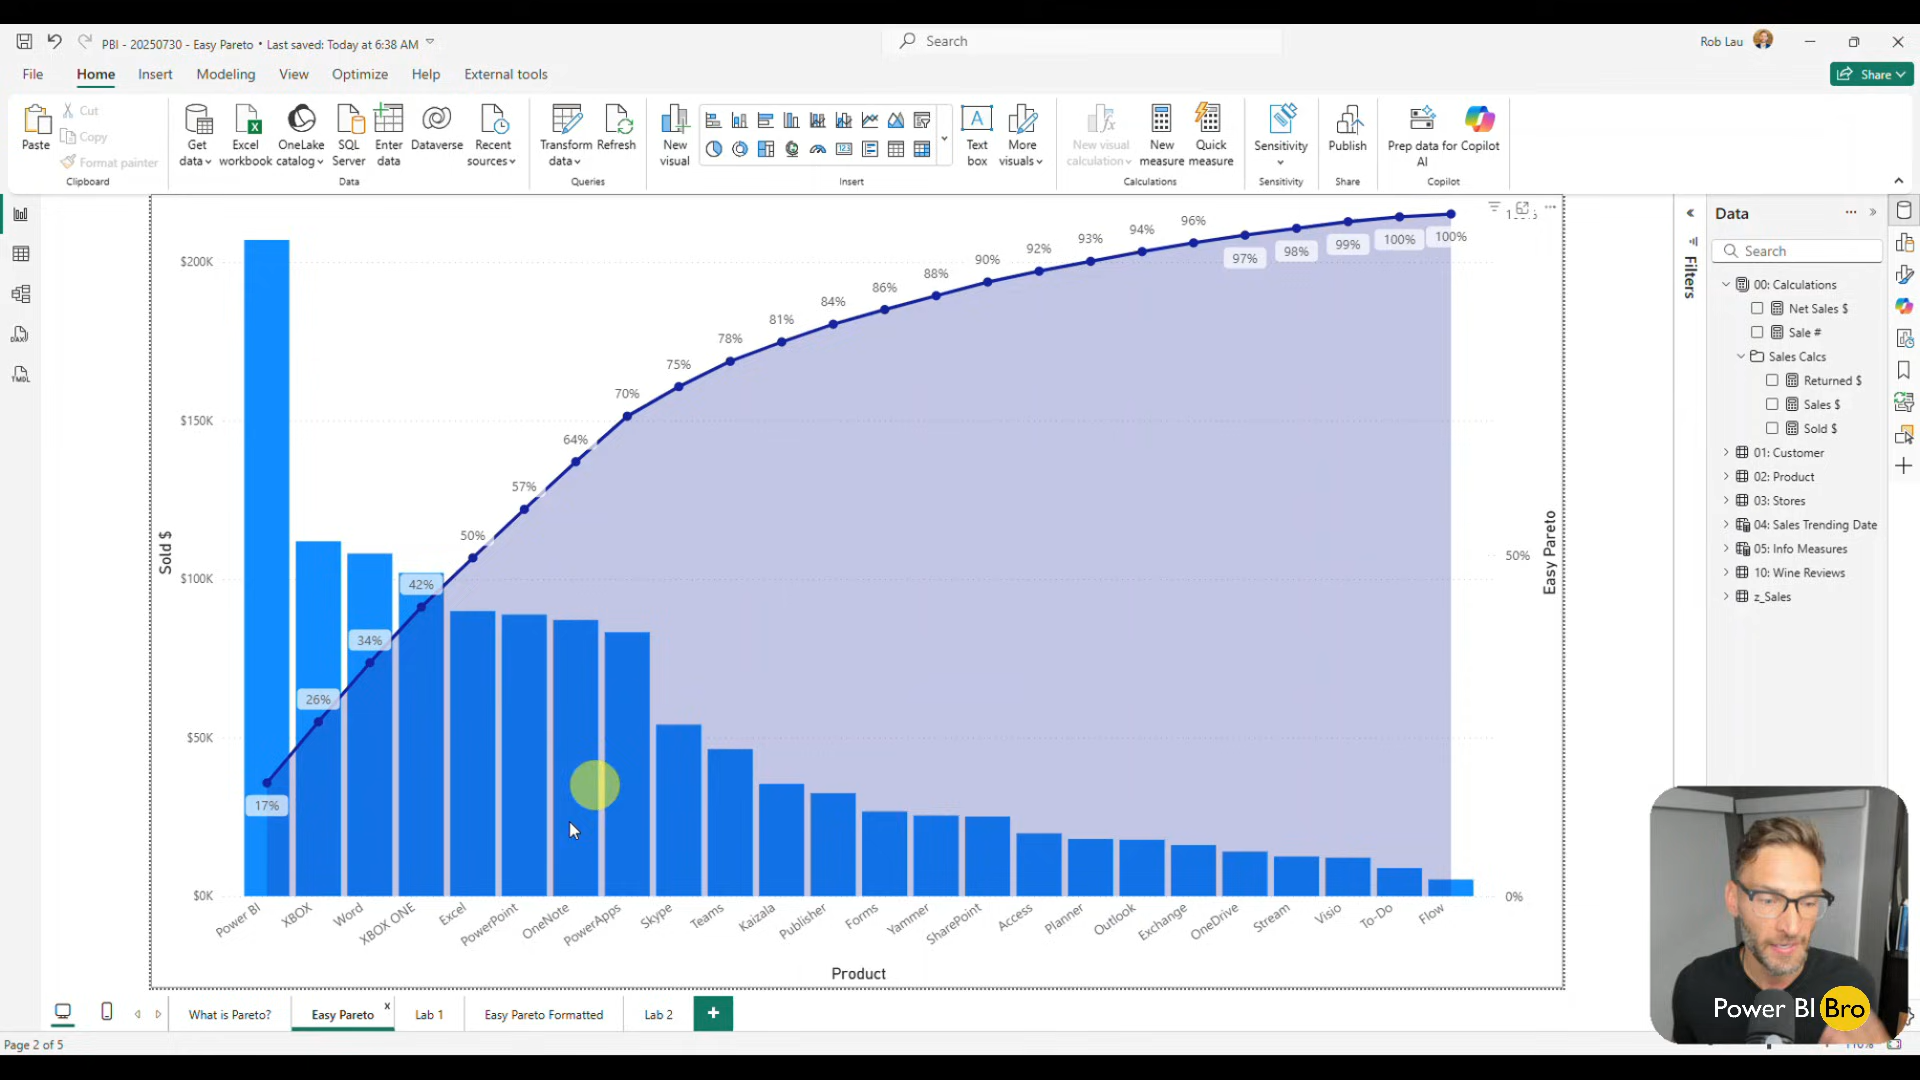 PBI - 20250730 - Easy Pareto • Last saved: Today at 6:38 AM
Search
Rob Lau
File Home Insert Modeling View Optimize Help External tools
Share
Paste
Cut
Copy
Format painter
Clipboard
Get data
Excel workbook
OneLake catalog
SQL Server
Enter data
Dataverse
Recent sources
Data
Transform data
Refresh
Queries
New visual
Text box
More visuals
Insert
New visual calculation
New measure
Quick measure
Calculations
Sensitivity
Sensitivity
Publish
Share
Prep data for AI
Copilot
Copilot
Sold $
$200K
$150K
$100K
$50K
$0K
17%
26%
34%
42%
50%
57%
64%
70%
75%
78%
81%
84%
86%
88%
90%
92%
93%
94%
96%
97%
98%
99%
100%
100%
50%
0%
Easy Pareto
Power BI
XBOX
Word
XBOX ONE
Excel
PowerPoint
OneNote
PowerApps
Skype
Teams
Kaizala
Publisher
Forms
Yammer
SharePoint
Access
Planner
Outlook
Exchange
OneDrive
Stream
Visio
To-Do
Flow
Product
Filters
Data
Search
00: Calculations
Net Sales $
Sale #
Sales Calcs
Returned $
Sales $
Sold $
01: Customer
02: Product
03: Stores
04: Sales Trending Date
05: Info Measures
10: Wine Reviews
z_Sales
DAX
TMDL
What is Pareto?
Easy Pareto
Lab 1
Easy Pareto Formatted
Lab 2
Page 2 of 5
Power BI Bro